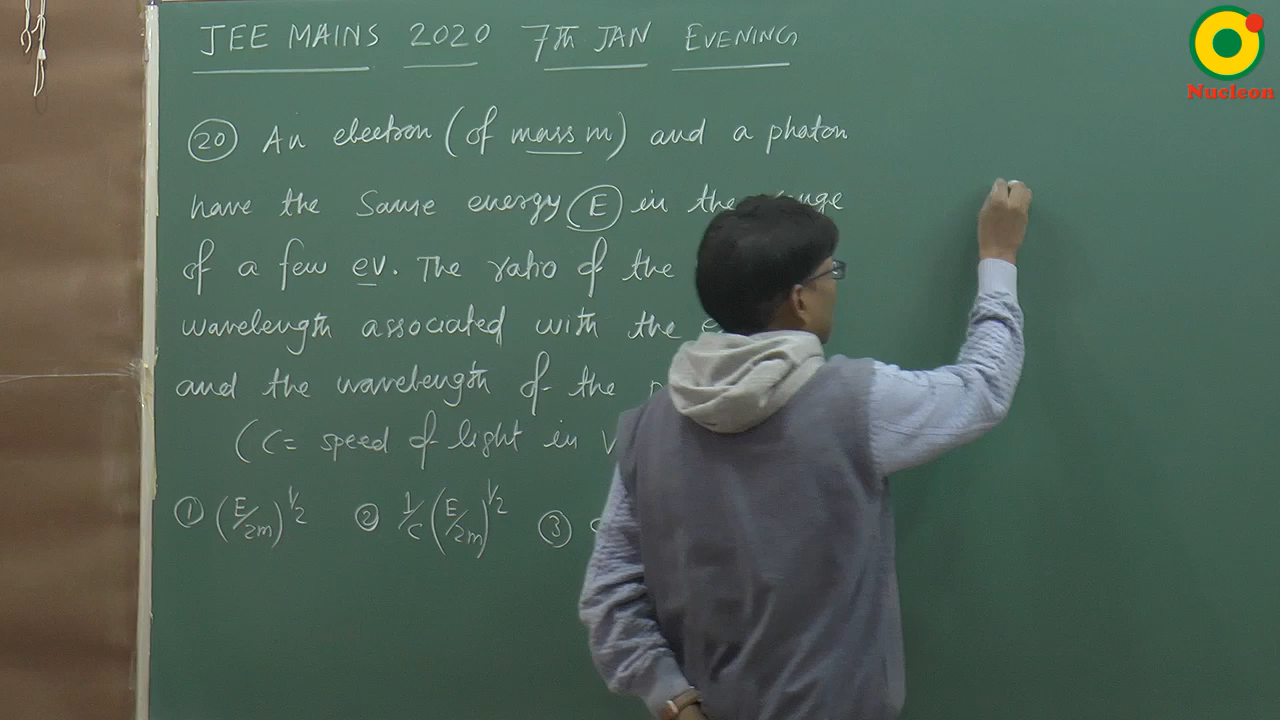 JEE MAINS 2020 7th JAN EVENING
Nucleon
20 An electron (of mass m) and a photon
have the same energy E in the
of a few ev. The ratio of the
wavelength associated with the
and the wavelength of the
(C = speed of light in
1 (E/2m)^1/2 2 1/C (E/2m)^1/2 3